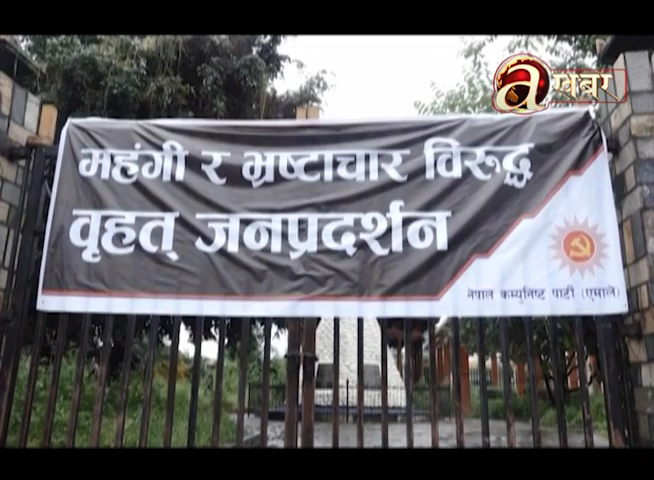 a खबर
महंगी र भ्रष्टाचार विरूद्ध
वृहत् जनप्रदर्शन
नेपाल कम्युनिष्ट पार्टी (एमाले)